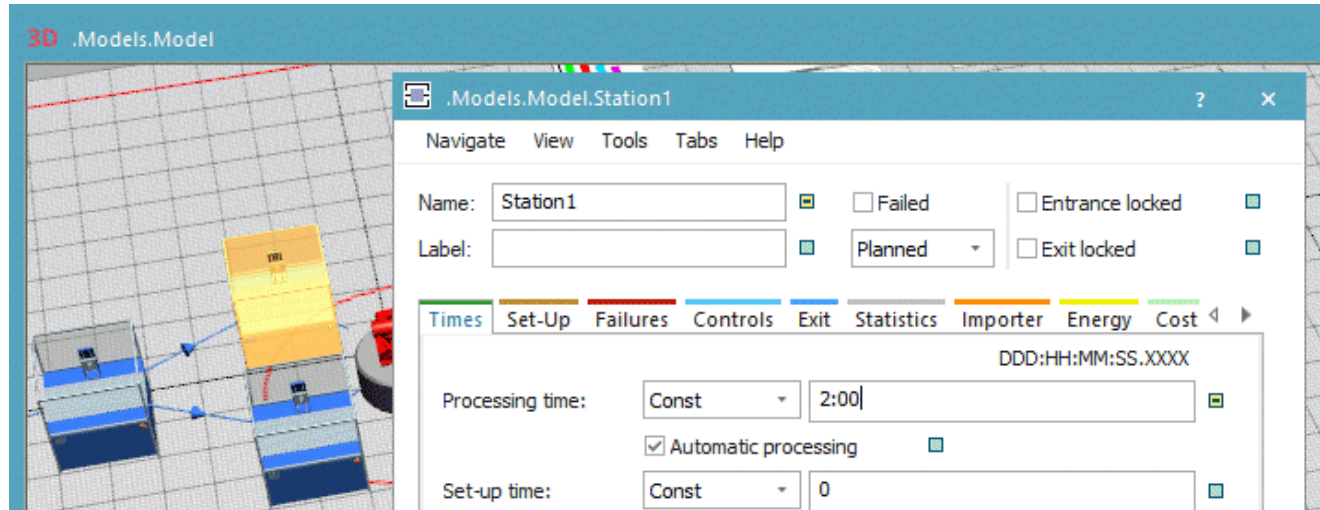 3D .Models.Model
.Models.Model.Station1 ? ×
Navigate View Tools Tabs Help
Name: Station1 Failed Entrance locked
Label: Planned Exit locked
Times Set-Up Failures Controls Exit Statistics Importer Energy Cost
DDD:HH:MM:SS.XXXX
Processing time: Const 2:00
Automatic processing
Set-up time: Const 0